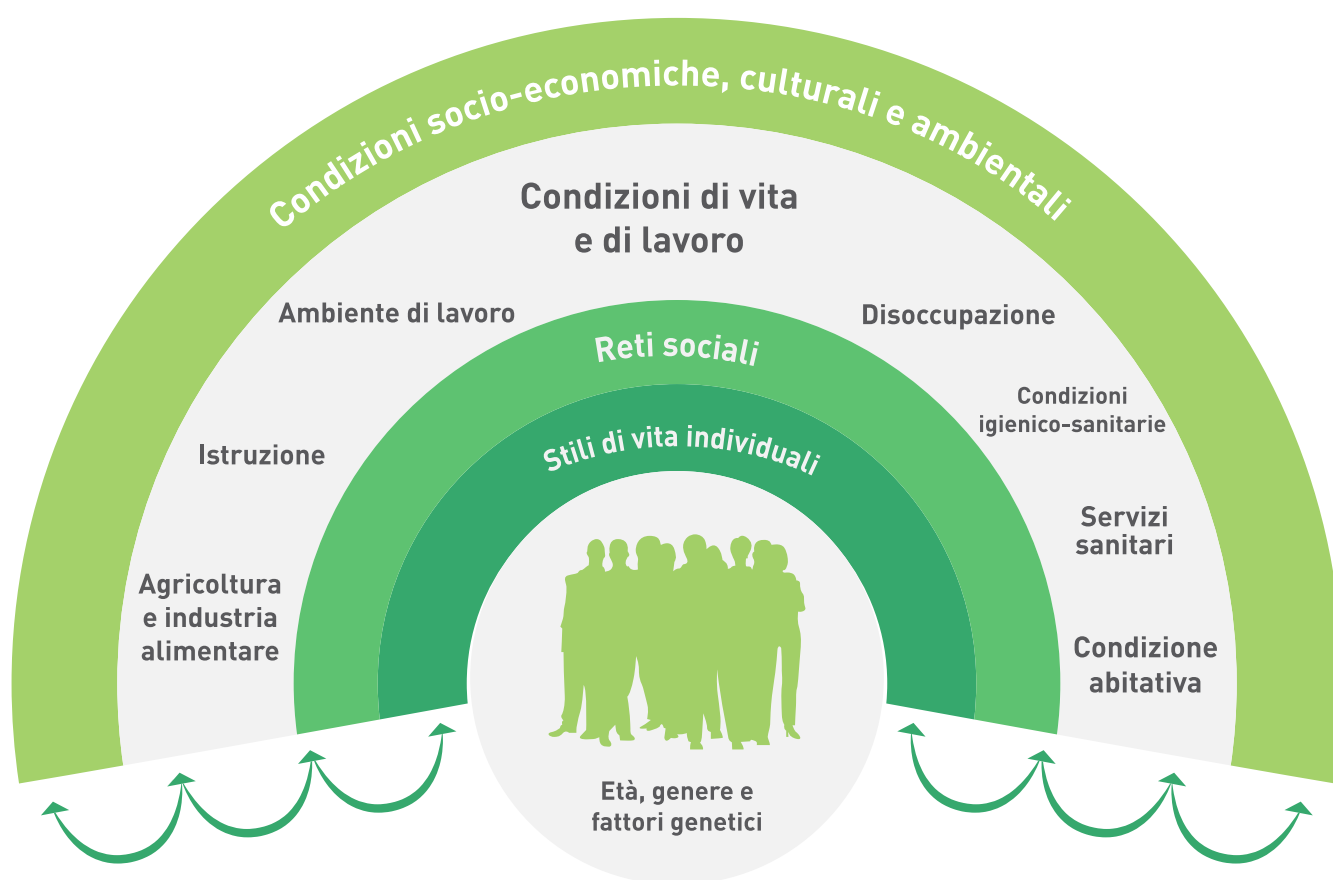 Condizioni socio-economiche, culturali e ambientali
Condizioni di vita
e di lavoro
Ambiente di lavoro
Disoccupazione
Reti sociali
Condizioni
igienico-sanitarie
Stili di vita individuali
Istruzione
Servizi
sanitari
Agricoltura
e industria
alimentare
Condizione
abitativa
Età, genere e
fattori genetici